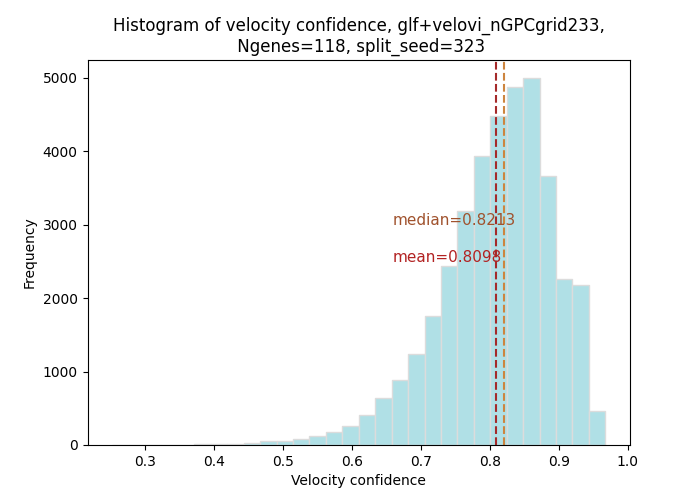 Histogram of velocity confidence, glf+velovi_nGPCgrid233,
Ngenes=118, split_seed=323
5000
4000
3000
2000
1000
0
Frequency
median=0.8213
mean=0.8098
0.3 0.4 0.5 0.6 0.7 0.8 0.9 1.0
Velocity confidence